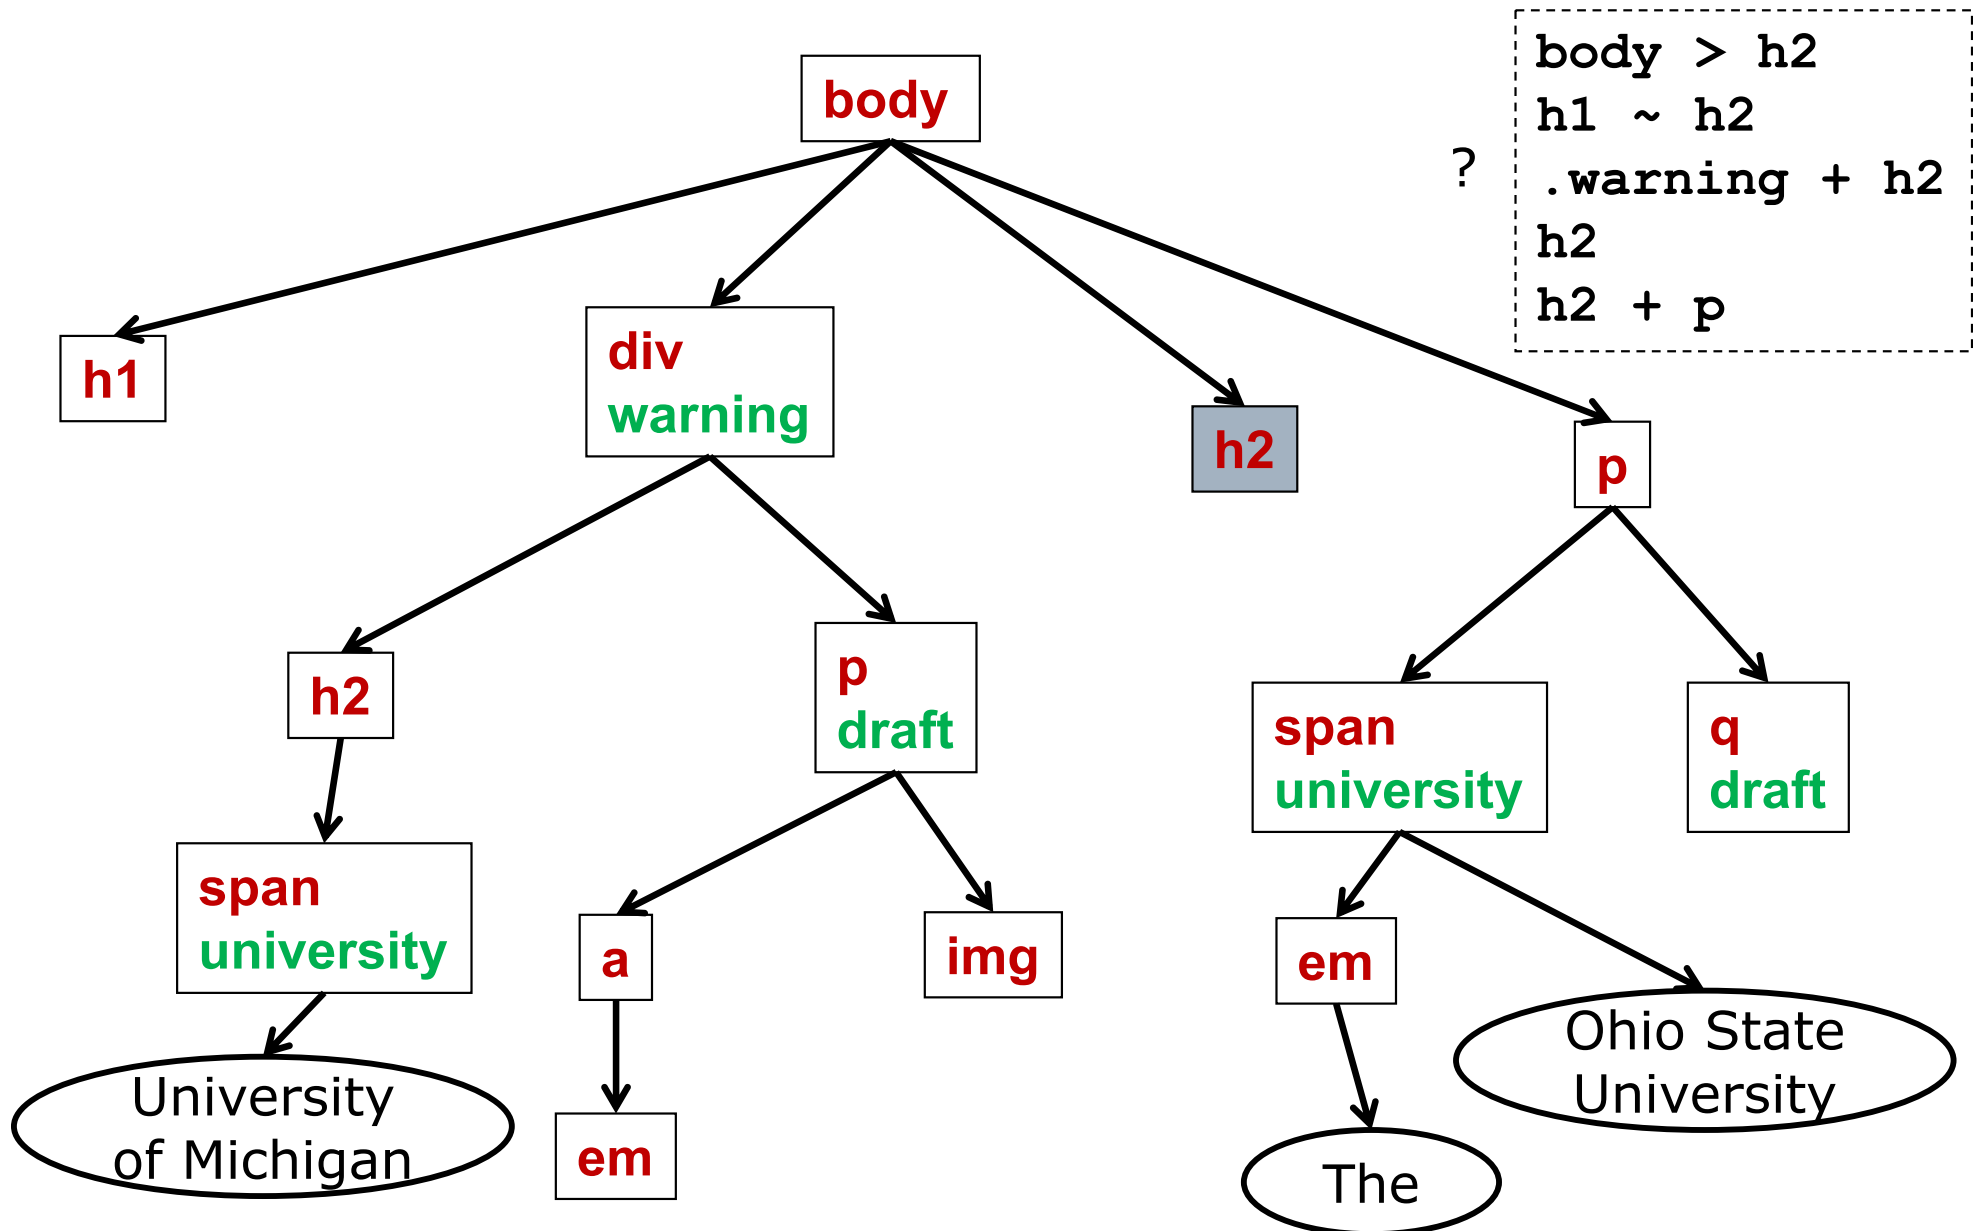 body
body > h2
h1 ~ h2
?
.warning + h2
h2
h2 + p
h1
div
warning
h2
p
h2
p
draft
span
university
q
draft
span
university
a
img
em
Ohio State
University
University
of Michigan
em
The